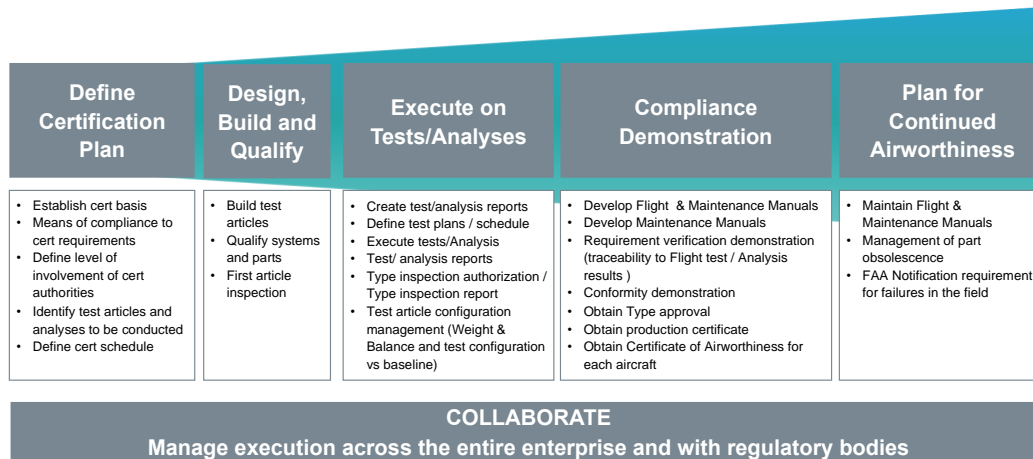 Define
Certification
Plan
Design,
Build and
Qualify
Execute on
Tests/Analyses
Compliance
Demonstration
Plan for
Continued
Airworthiness
• Establish cert basis
• Means of compliance to
cert requirements
• Define level of
involvement of cert
authorities
• Identify test articles and
analyses to be conducted
• Define cert schedule
• Build test
articles
• Qualify systems
and parts
• First article
inspection
• Create test/analysis reports
• Define test plans / schedule
• Execute tests/Analysis
• Test/ analysis reports
• Type inspection authorization /
Type inspection report
• Test article configuration
management (Weight &
Balance and test configuration
vs baseline)
• Develop Flight & Maintenance Manuals
• Develop Maintenance Manuals
• Requirement verification demonstration
(traceability to Flight test / Analysis
results )
• Conformity demonstration
• Obtain Type approval
• Obtain production certificate
• Obtain Certificate of Airworthiness for
each aircraft
• Maintain Flight &
Maintenance Manuals
• Management of part
obsolescence
• FAA Notification requirement
for failures in the field
COLLABORATE
Manage execution across the entire enterprise and with regulatory bodies